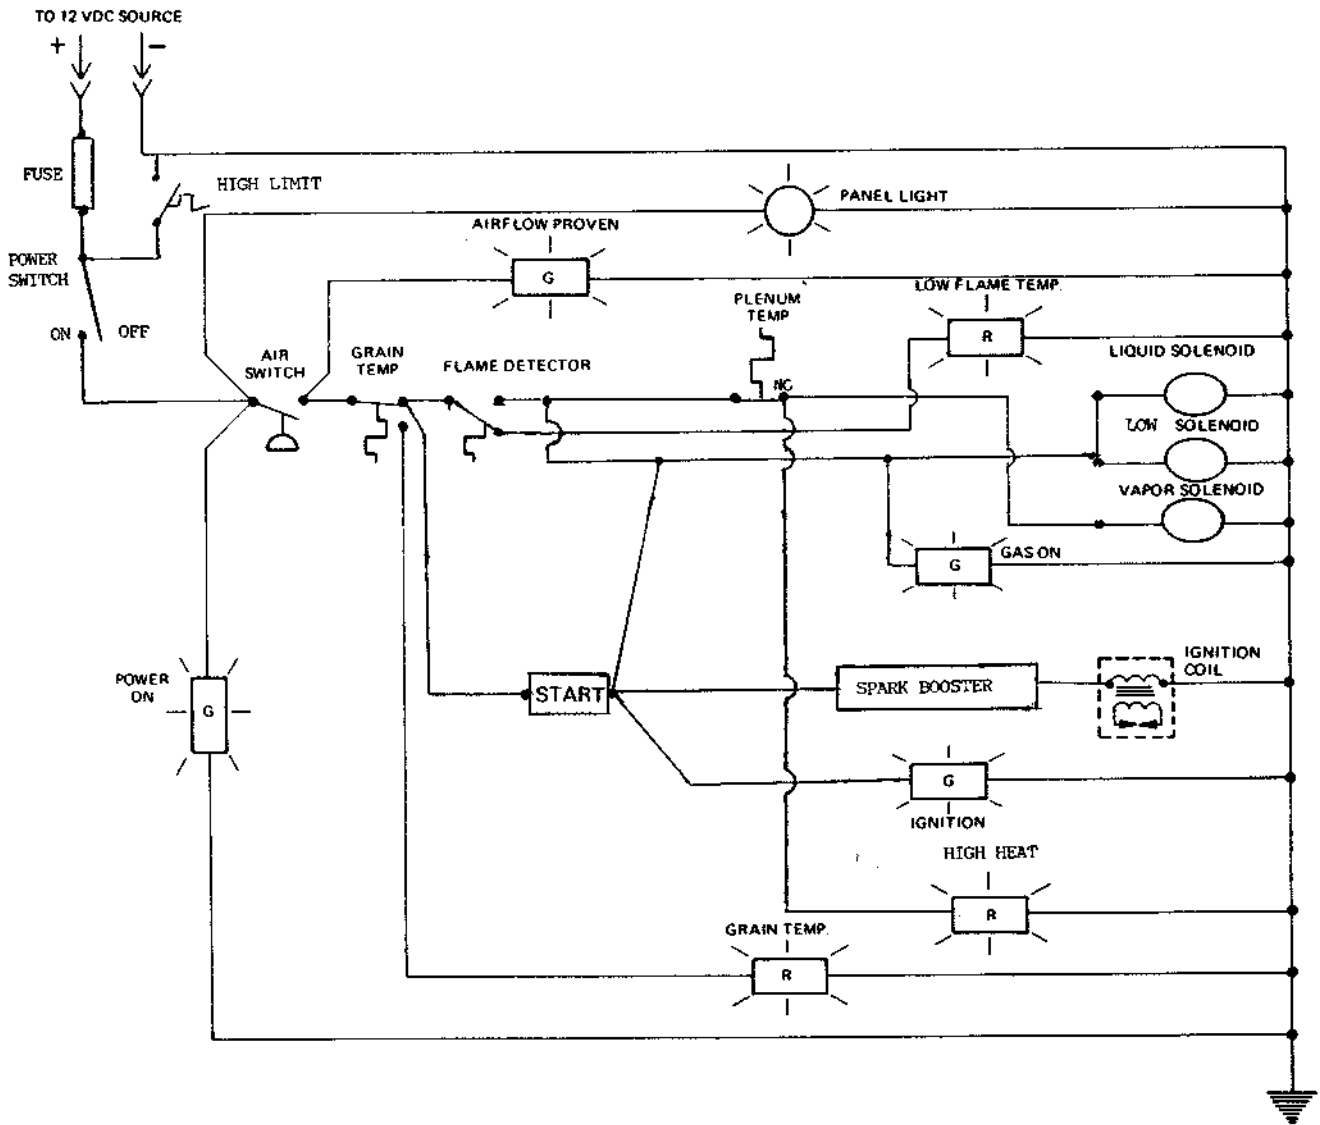 TO 12 VDC SOURCE
+ −
FUSE
HIGH LIMIT
PANEL LIGHT
AIRFLOW PROVEN
G
POWER
SWITCH
ON
OFF
PLENUM
TEMP
LOW FLAME TEMP.
R
AIR
SWITCH
GRAIN
TEMP
FLAME DETECTOR
NC
LIQUID SOLENOID
LOW SOLENOID
VAPOR SOLENOID
GAS ON
G
POWER
ON
G
START
SPARK BOOSTER
IGNITION
COIL
G
IGNITION
HIGH HEAT
R
GRAIN TEMP.
R